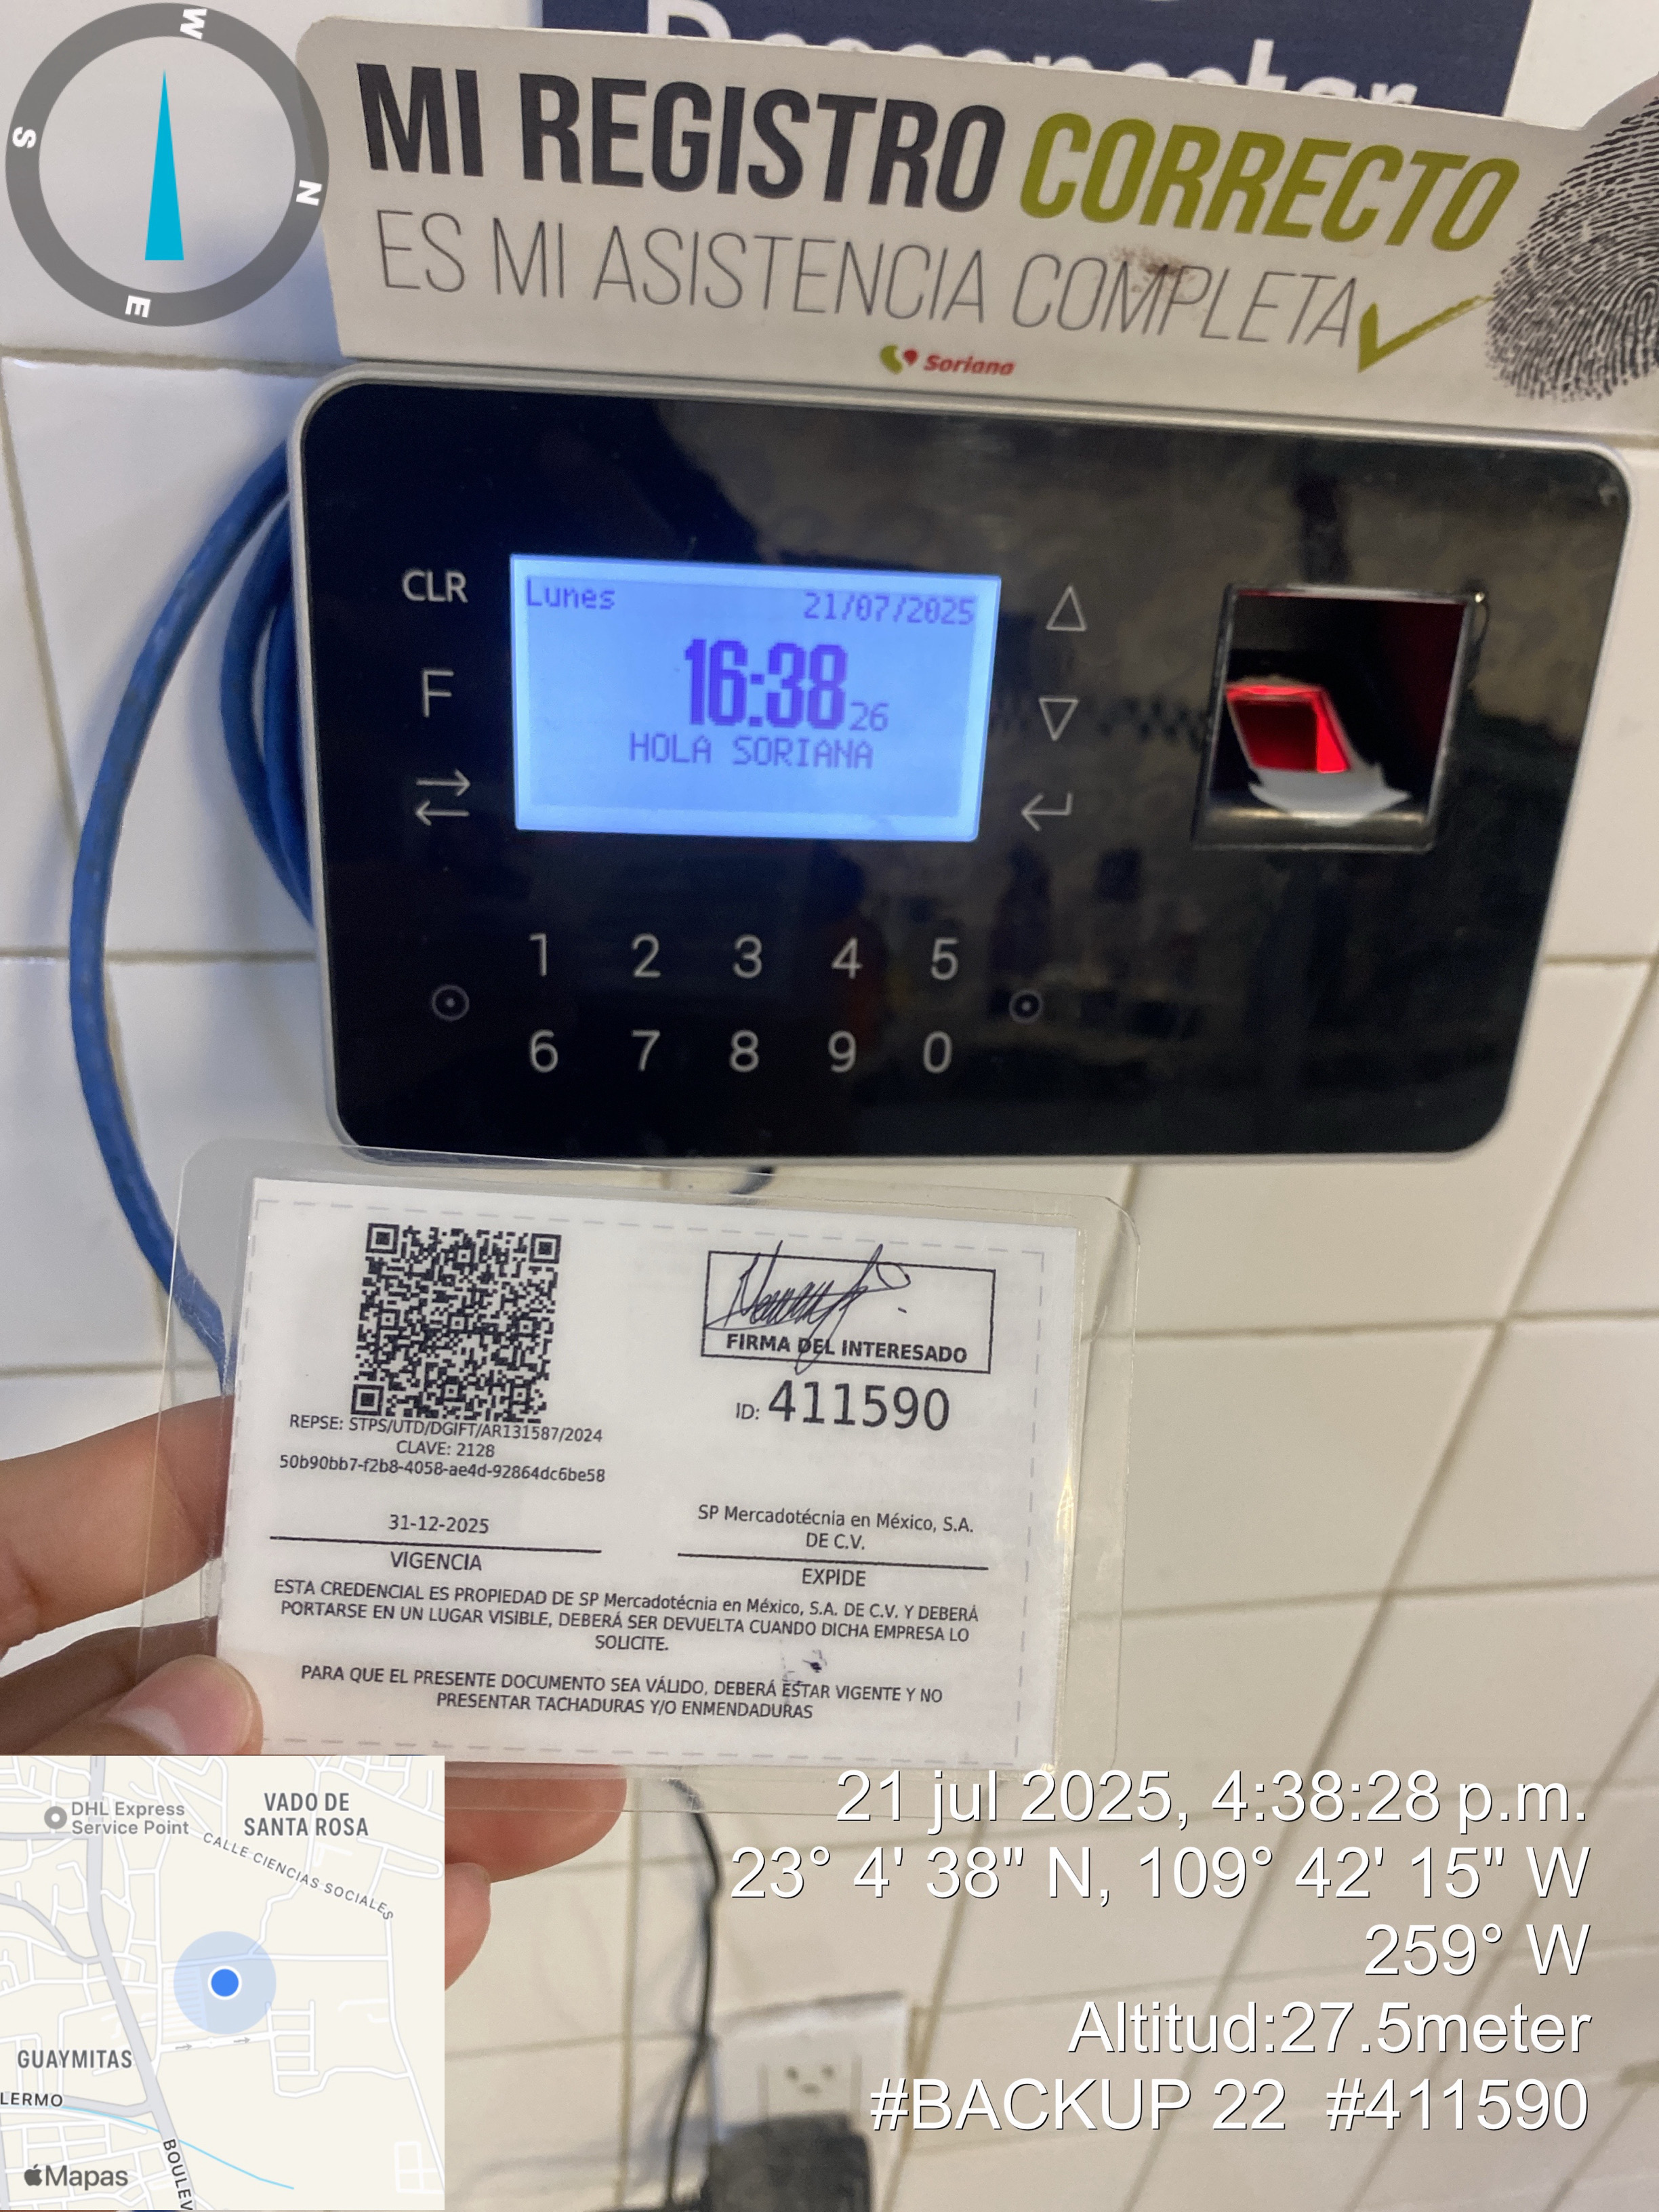 W
S
N
E
MI REGISTRO CORRECTO
ES MI ASISTENCIA COMPLETA
Soriana
CLR
F
Lunes 21/07/2025
16:38 26
HOLA SORIANA
1 2 3 4 5
6 7 8 9 0
FIRMA DEL INTERESADO
ID: 411590
REPSE: STPS/UTD/DGIFT/AR131587/2024
CLAVE: 2128
50b90bb7-f2b8-4058-ae4d-92864dc6be58
31-12-2025
VIGENCIA
SP Mercadotécnia en México, S.A.
DE C.V.
EXPIDE
ESTA CREDENCIAL ES PROPIEDAD DE SP Mercadotécnia en México, S.A. DE C.V. Y DEBERÁ
PORTARSE EN UN LUGAR VISIBLE, DEBERÁ SER DEVUELTA CUANDO DICHA EMPRESA LO
SOLICITE.
PARA QUE EL PRESENTE DOCUMENTO SEA VÁLIDO, DEBERÁ ESTAR VIGENTE Y NO
PRESENTAR TACHADURAS Y/O ENMENDADURAS
DHL Express
Service Point
VADO DE
SANTA ROSA
CALLE CIENCIAS SOCIALES
GUAYMITAS
LERMO
BOULEV
Mapas
21 jul 2025, 4:38:28 p.m.
23° 4' 38" N, 109° 42' 15" W
259° W
Altitud:27.5meter
#BACKUP 22 #411590